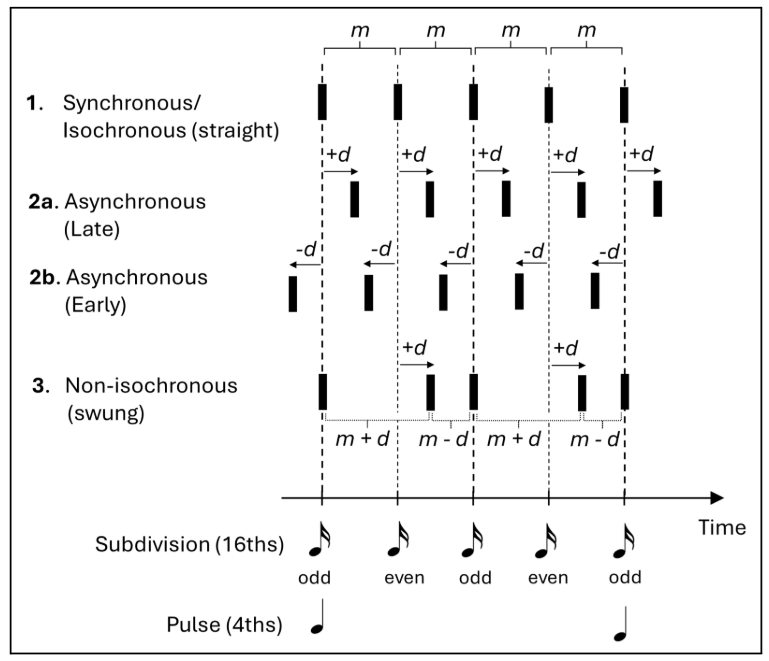 m m m m
1. Synchronous/
Isochronous (straight)
+d +d +d +d +d
2a. Asynchronous
(Late)
-d -d -d -d -d
2b. Asynchronous
(Early)
+d +d
3. Non-isochronous
(swung)
m + d m - d m + d m - d
Time
Subdivision (16ths)
odd even odd even odd
Pulse (4ths)